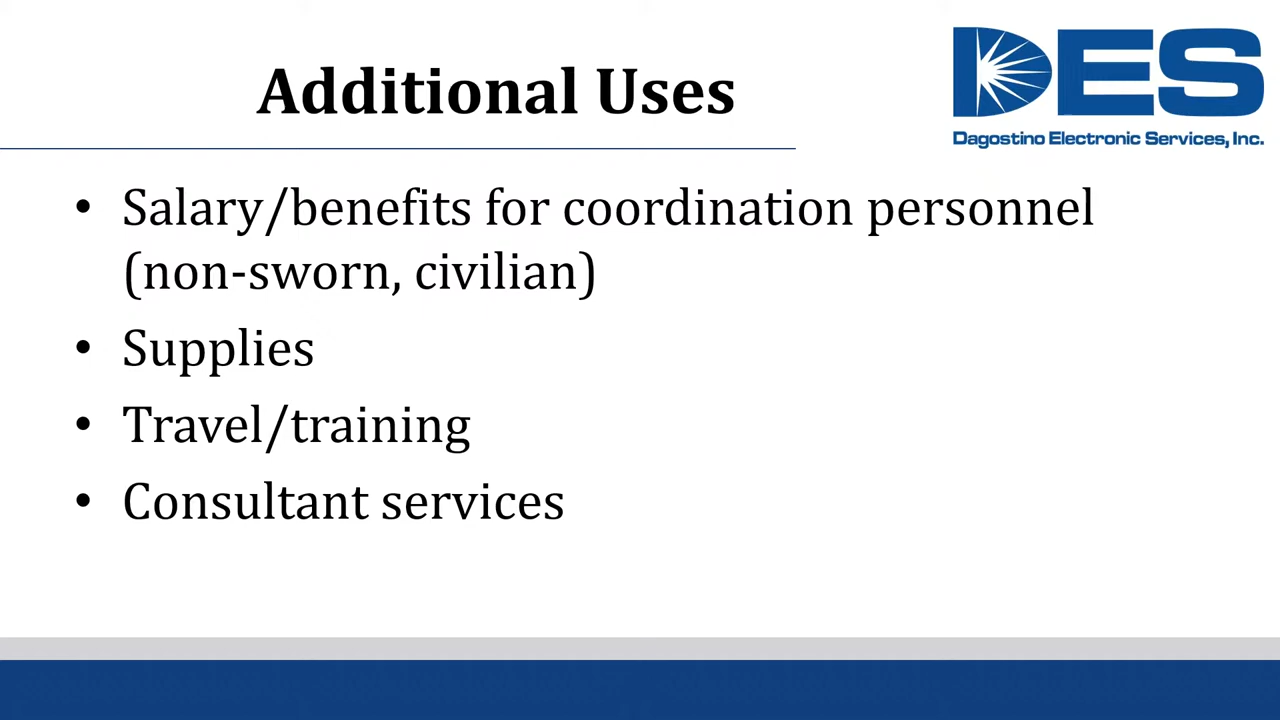 Additional Uses
DES
Dagostino Electronic Services, Inc.
• Salary/benefits for coordination personnel
(non-sworn, civilian)
• Supplies
• Travel/training
• Consultant services